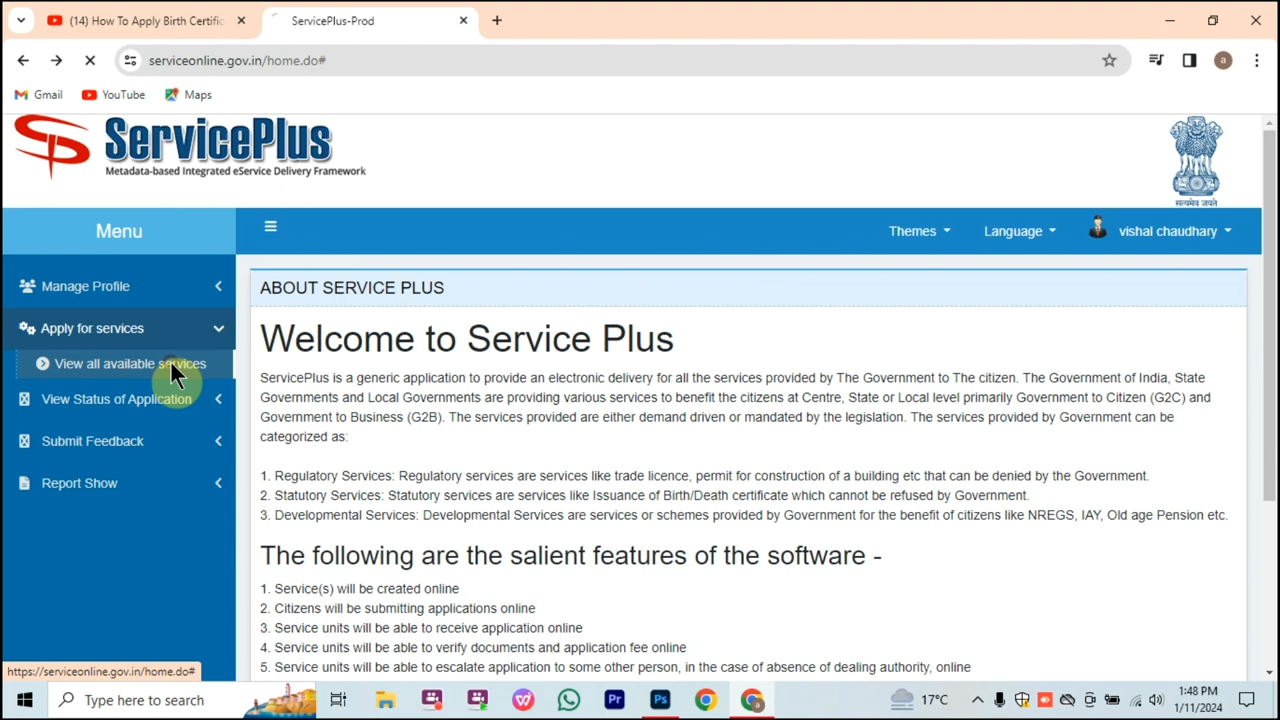 (14) How To Apply Birth Certific
ServicePlus-Prod
serviceonline.gov.in/home.do#
a
Gmail
YouTube
Maps
ServicePlus
Metadata-based Integrated eService Delivery Framework
सत्यमेव जयते
Menu
Themes
Language
vishal chaudhary
Manage Profile
Apply for services
View all available services
View Status of Application
Submit Feedback
Report Show
ABOUT SERVICE PLUS
Welcome to Service Plus
ServicePlus is a generic application to provide an electronic delivery for all the services provided by The Government to The citizen. The Government of India, State
Governments and Local Governments are providing various services to benefit the citizens at Centre, State or Local level primarily Government to Citizen (G2C) and
Government to Business (G2B). The services provided are either demand driven or mandated by the legislation. The services provided by Government can be
categorized as:
1. Regulatory Services: Regulatory services are services like trade licence, permit for construction of a building etc that can be denied by the Government.
2. Statutory Services: Statutory services are services like Issuance of Birth/Death certificate which cannot be refused by Government.
3. Developmental Services: Developmental Services are services or schemes provided by Government for the benefit of citizens like NREGS, IAY, Old age Pension etc.
The following are the salient features of the software -
1. Service(s) will be created online
2. Citizens will be submitting applications online
3. Service units will be able to receive application online
4. Service units will be able to verify documents and application fee online
5. Service units will be able to escalate application to some other person, in the case of absence of dealing authority, online
https://serviceonline.gov.in/home.do#
Type here to search
Pr
Ps
17°C
1:48 PM
1/11/2024